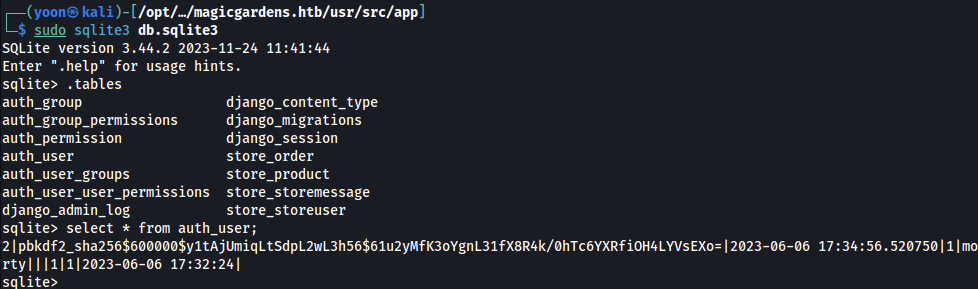 (yoon㉿kali)-[/opt/…/magicgardens.htb/usr/src/app]
$ sudo sqlite3 db.sqlite3
SQLite version 3.44.2 2023-11-24 11:41:44
Enter ".help" for usage hints.
sqlite> .tables
auth_group                  django_content_type
auth_group_permissions      django_migrations
auth_permission             django_session
auth_user                   store_order
auth_user_groups            store_product
auth_user_user_permissions  store_storemessage
django_admin_log            store_storeuser
sqlite> select * from auth_user;
2|pbkdf2_sha256$600000$y1tAjUmiqLtSdpL2wL3h56$61u2yMfK3oYgnL31fX8R4k/0hTc6YXRfiOH4LYVsEXo=|2023-06-06 17:34:56.520750|1|mo
rty|||1|1|2023-06-06 17:32:24|
sqlite>